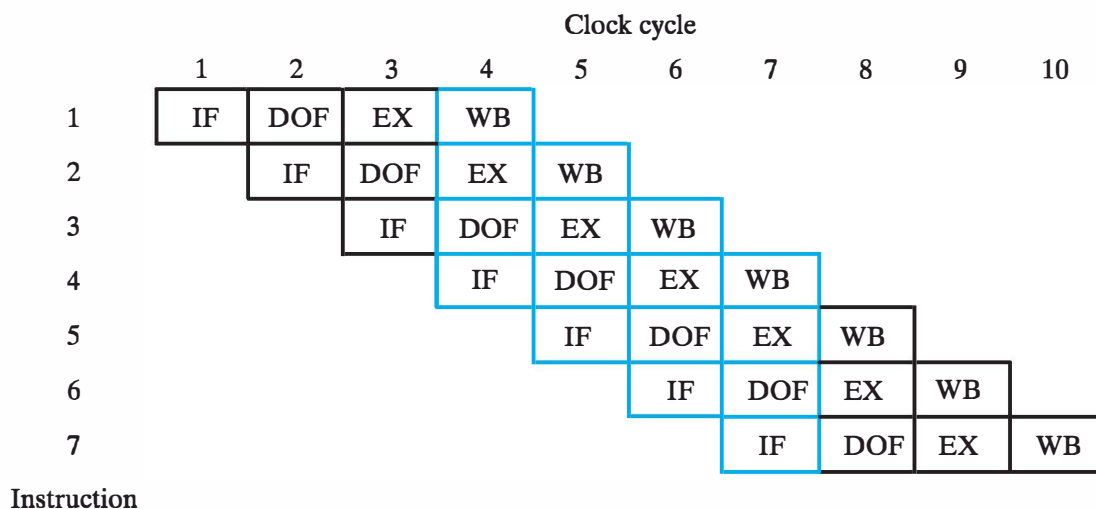 Clock cycle
1 2 3 4 5 6 7 8 9 10
1 IF DOF EX WB
2 IF DOF EX WB
3 IF DOF EX WB
4 IF DOF EX WB
5 IF DOF EX WB
6 IF DOF EX WB
7 IF DOF EX WB
Instruction